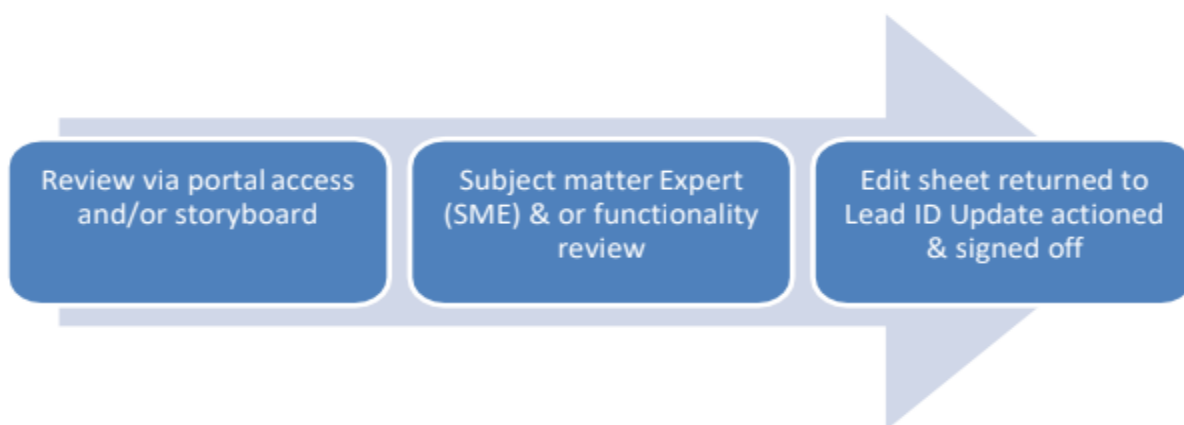 Review via portal access
and/or storyboard
Subject matter Expert
(SME) & or functionality
review
Edit sheet returned to
Lead ID Update actioned
& signed off